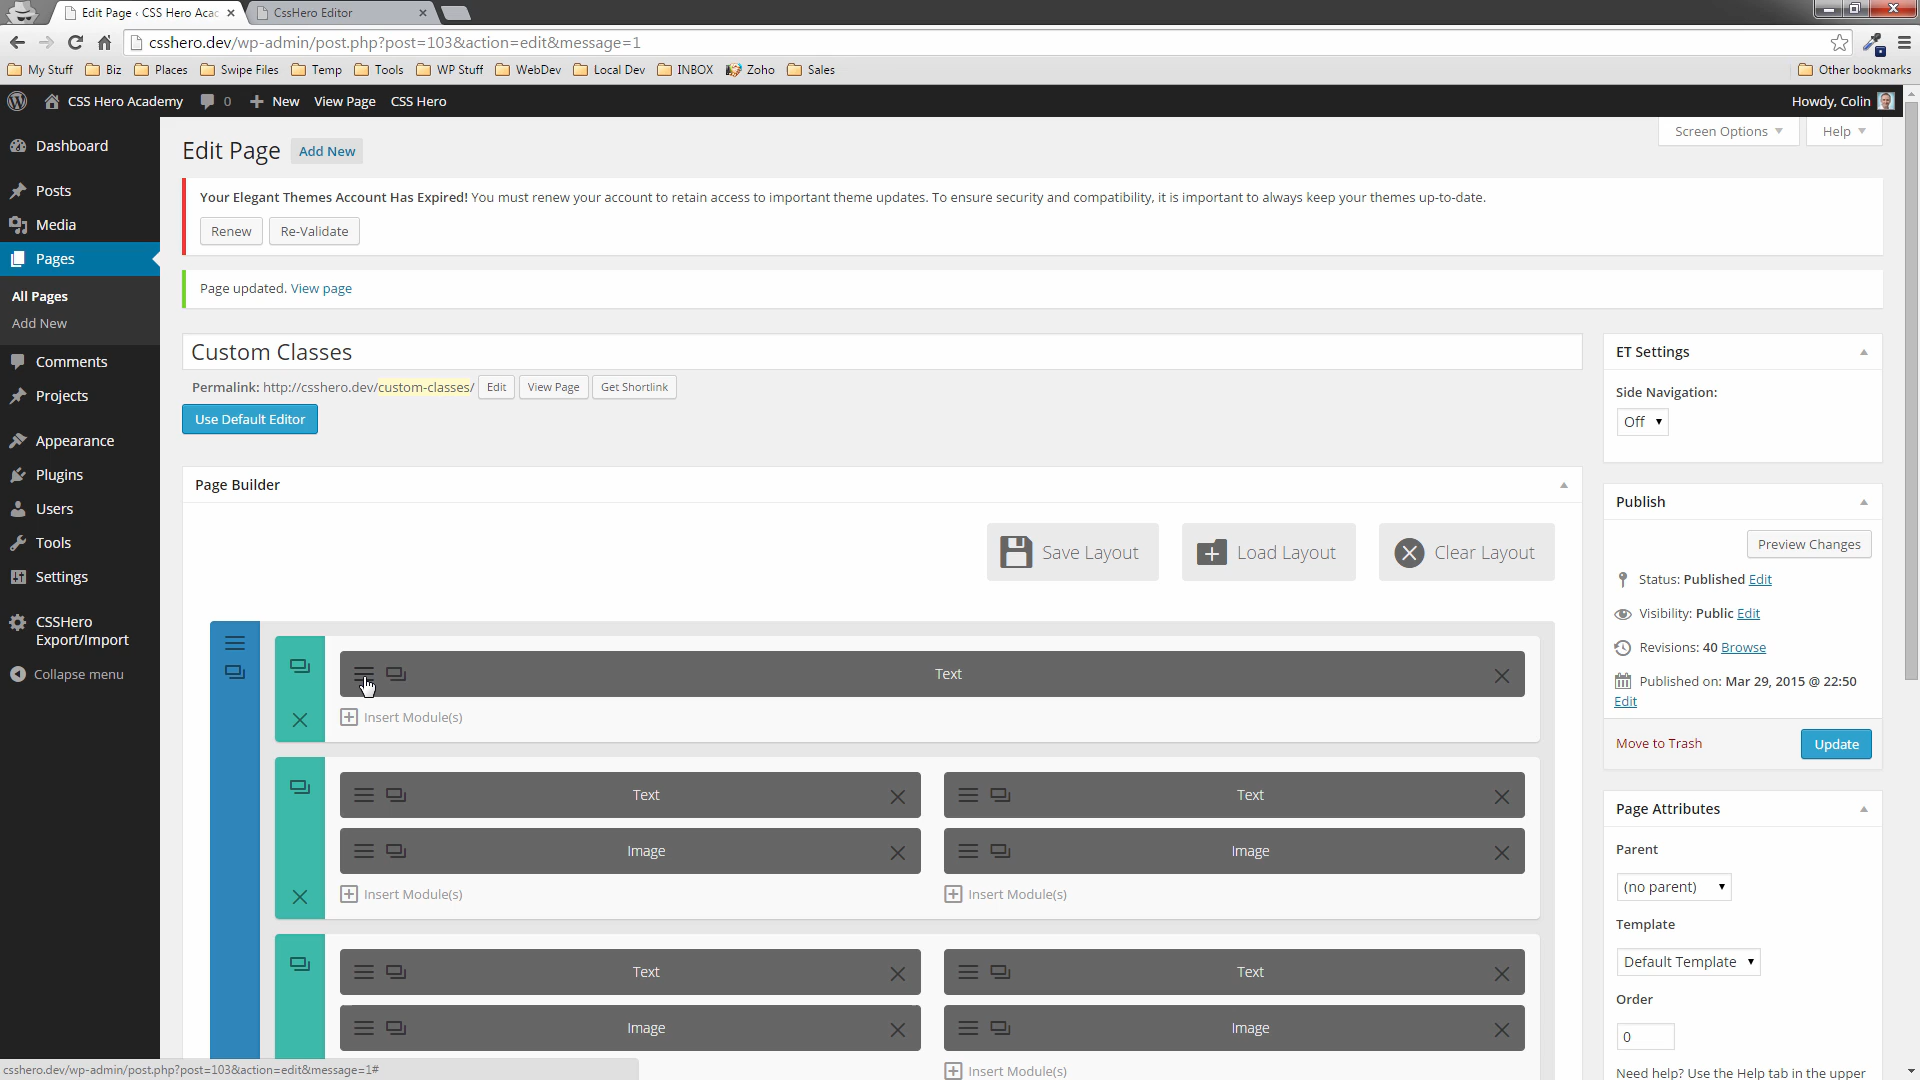 Edit Page ‹ CSS Hero Aca
CssHero Editor
csshero.dev/wp-admin/post.php?post=103&action=edit&message=1
My Stuff Biz Places Swipe Files Temp Tools WP Stuff WebDev Local Dev INBOX Zoho Sales Other bookmarks
CSS Hero Academy 0 New View Page CSS Hero Howdy, Colin
Screen Options Help
Dashboard
Posts
Media
Pages
All Pages
Add New
Comments
Projects
Appearance
Plugins
Users
Tools
Settings
CSSHero
Export/Import
Collapse menu
Edit Page Add New
Your Elegant Themes Account Has Expired! You must renew your account to retain access to important theme updates. To ensure security and compatibility, it is important to always keep your themes up-to-date.
Renew Re-Validate
Page updated. View page
Custom Classes
Permalink: http://csshero.dev/custom-classes/ Edit View Page Get Shortlink
Use Default Editor
Page Builder
Save Layout Load Layout Clear Layout
Text
Insert Module(s)
Text Text
Image Image
Insert Module(s) Insert Module(s)
Text Text
Image Image
Insert Module(s)
ET Settings
Side Navigation:
Off
Publish
Preview Changes
Status: Published Edit
Visibility: Public Edit
Revisions: 40 Browse
Published on: Mar 29, 2015 @ 22:50
Edit
Move to Trash Update
Page Attributes
Parent
(no parent)
Template
Default Template
Order
0
Need help? Use the Help tab in the upper
csshero.dev/wp-admin/post.php?post=103&action=edit&message=1#